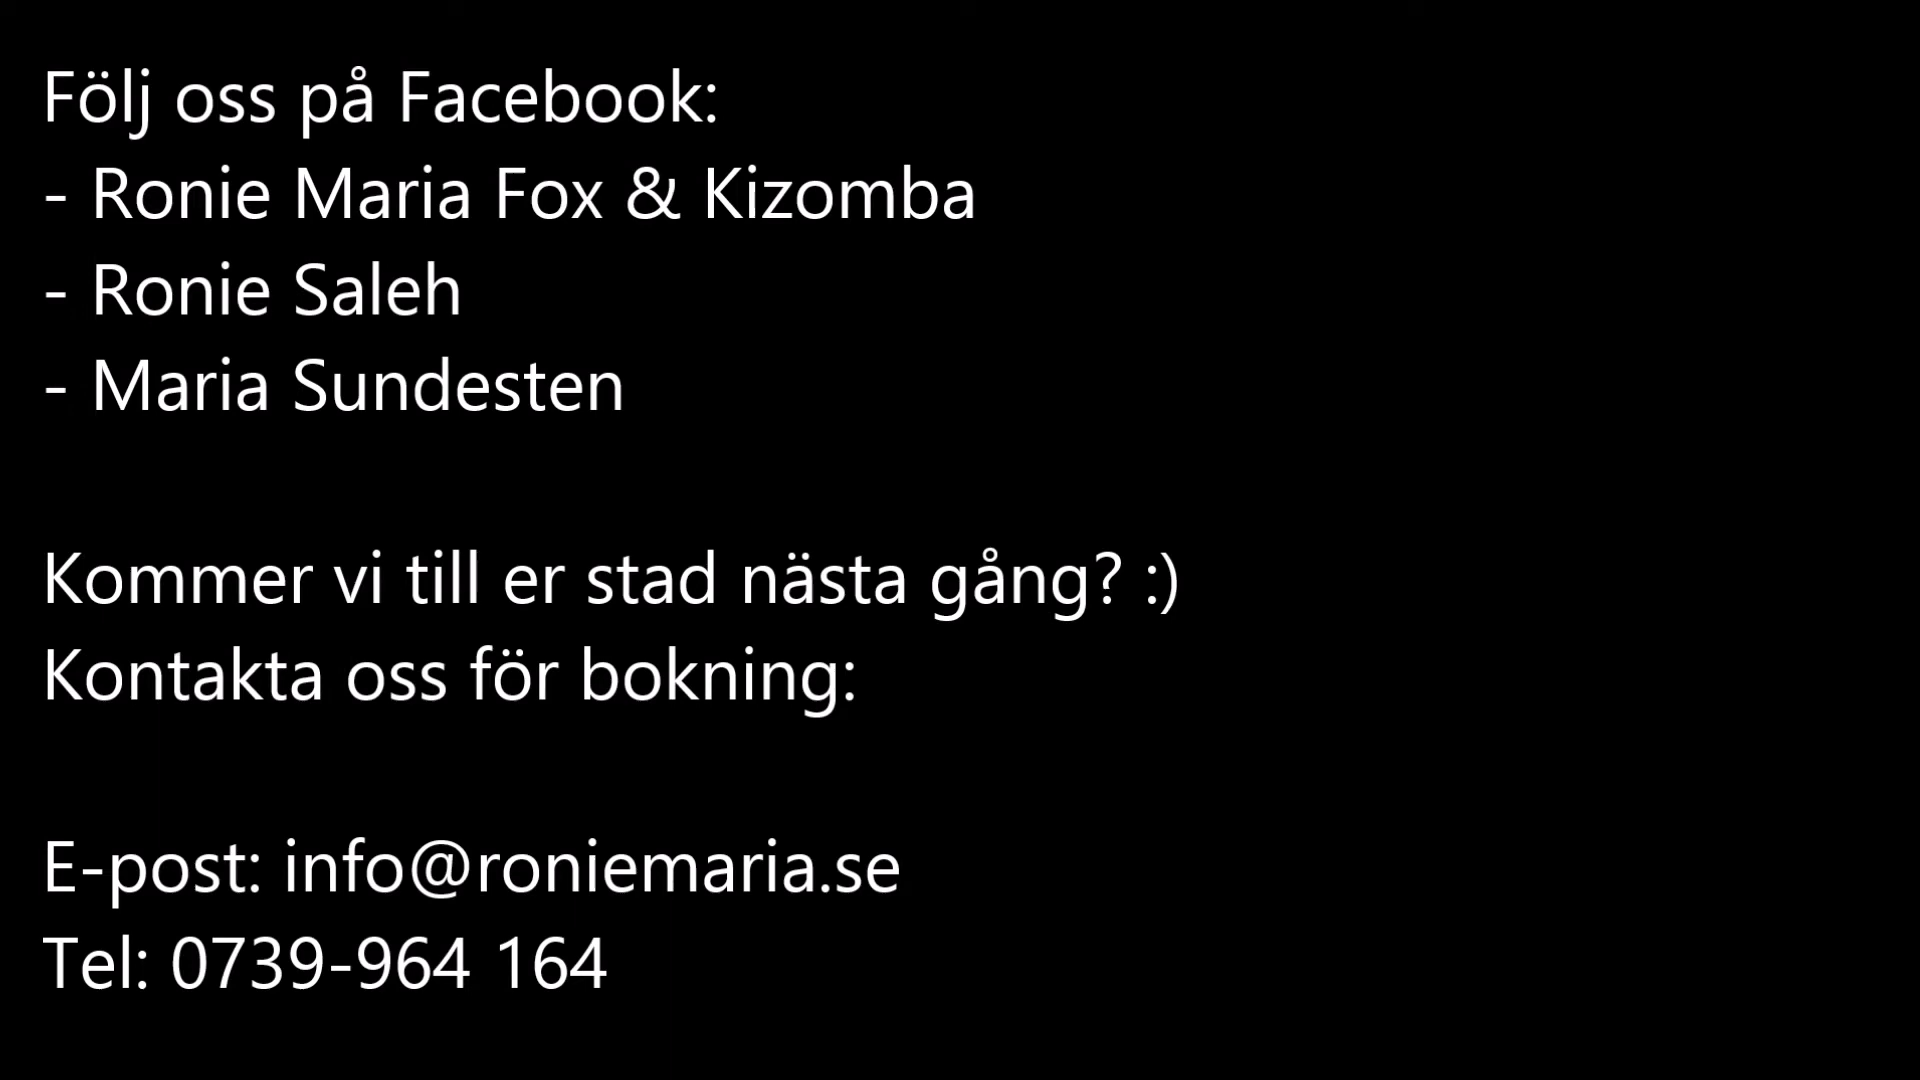 Följ oss på Facebook:
- Ronie Maria Fox & Kizomba
- Ronie Saleh
- Maria Sundesten
Kommer vi till er stad nästa gång? :)
Kontakta oss för bokning:
E-post: info@roniemaria.se
Tel: 0739-964 164